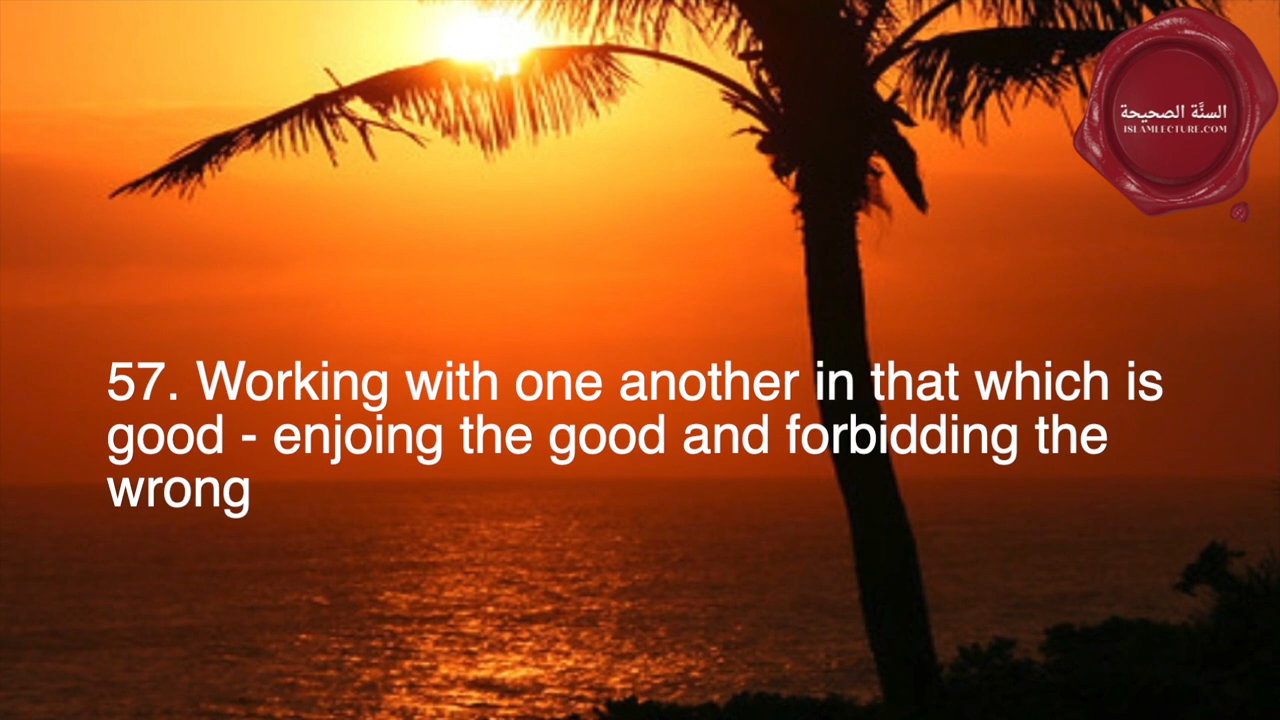 السنَّة الصحيحة
ISLAMLECTURE.COM
57. Working with one another in that which is
good - enjoing the good and forbidding the
wrong